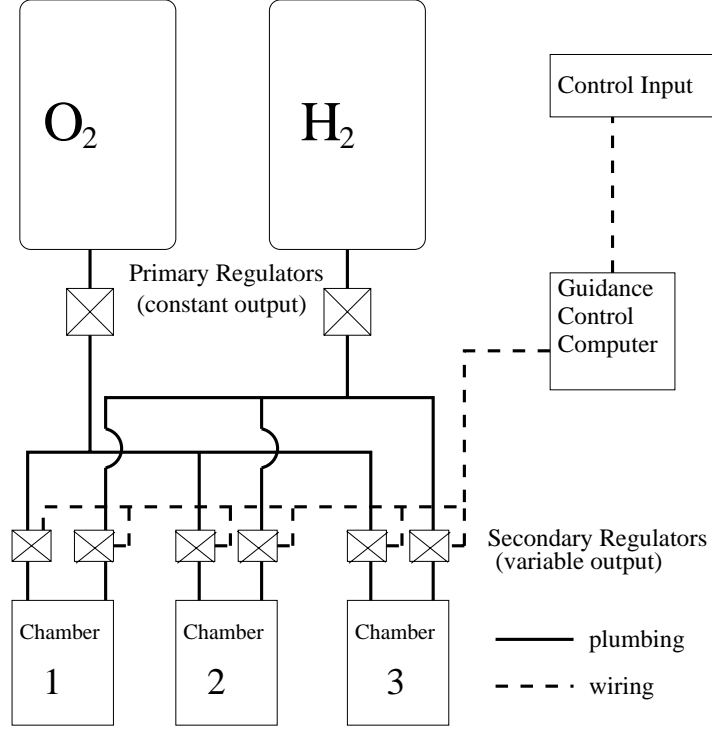 O2
H2
Control Input
Primary Regulators
(constant output)
Guidance
Control
Computer
Secondary Regulators
(variable output)
Chamber
1
Chamber
2
Chamber
3
plumbing
wiring